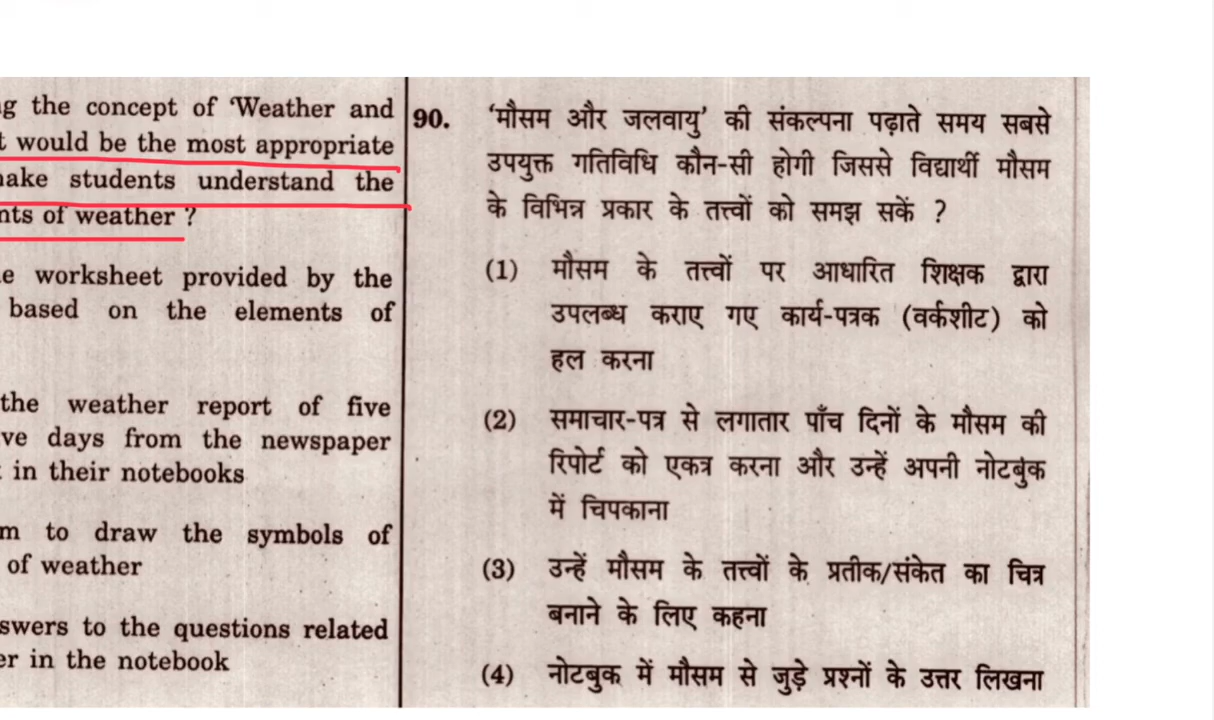 g the concept of 'Weather and
t would be the most appropriate
nake students understand the
nts of weather ?
e worksheet provided by the
based on the elements of
the weather report of five
ve days from the newspaper
in their notebooks
m to draw the symbols of
of weather
swers to the questions related
er in the notebook
90. 'मौसम और जलवायु' की संकल्पना पढ़ाते समय सबसे
उपयुक्त गतिविधि कौन-सी होगी जिससे विद्यार्थी मौसम
के विभिन्न प्रकार के तत्त्वों को समझ सकें ?
(1) मौसम के तत्त्वों पर आधारित शिक्षक द्वारा
उपलब्ध कराए गए कार्य-पत्रक (वर्कशीट) को
हल करना
(2) समाचार-पत्र से लगातार पाँच दिनों के मौसम की
रिपोर्ट को एकत्र करना और उन्हें अपनी नोटबुक
में चिपकाना
(3) उन्हें मौसम के तत्त्वों के प्रतीक/संकेत का चित्र
बनाने के लिए कहना
(4) नोटबुक में मौसम से जुड़े प्रश्नों के उत्तर लिखना